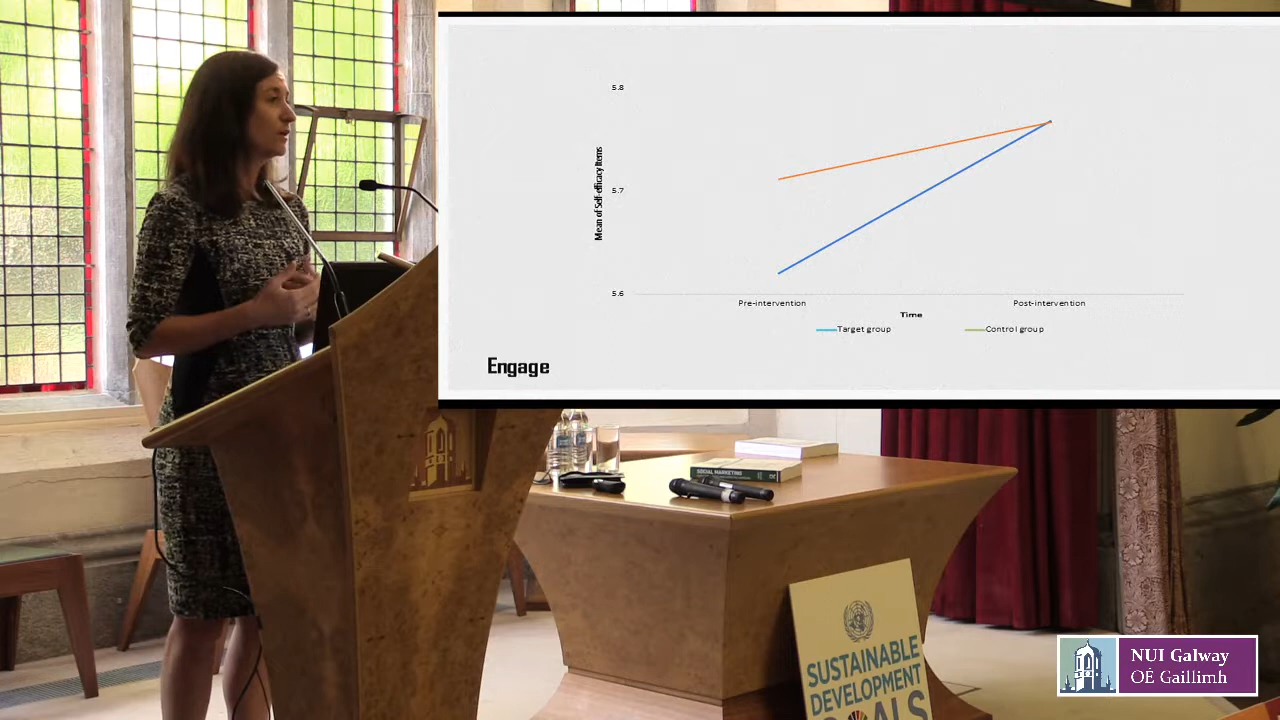 5.8
Mean of Self-efficacy Items
5.7
5.6
Pre-intervention
Post-intervention
Time
Target group
Control group
Engage
SOCIAL MARKETING
SUSTAINABLE
DEVELOPMENT
GOALS
NUI Galway
OÉ Gaillimh